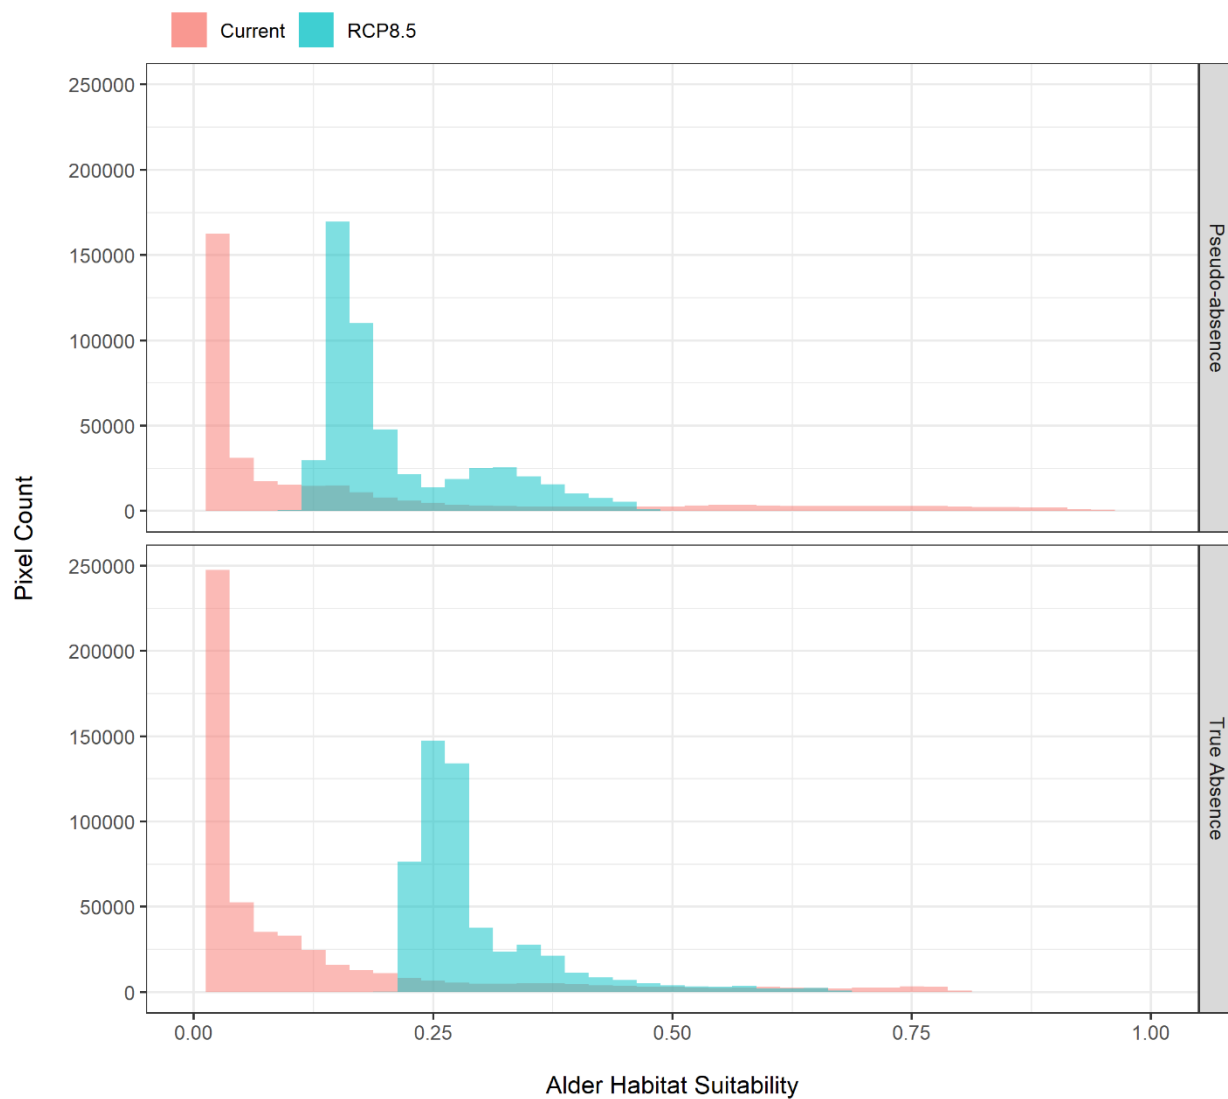 Current RCP8.5
250000
200000
150000
100000
50000
0
Pseudo-absence
250000
200000
150000
100000
50000
0
True Absence
Pixel Count
0.00 0.25 0.50 0.75 1.00
Alder Habitat Suitability